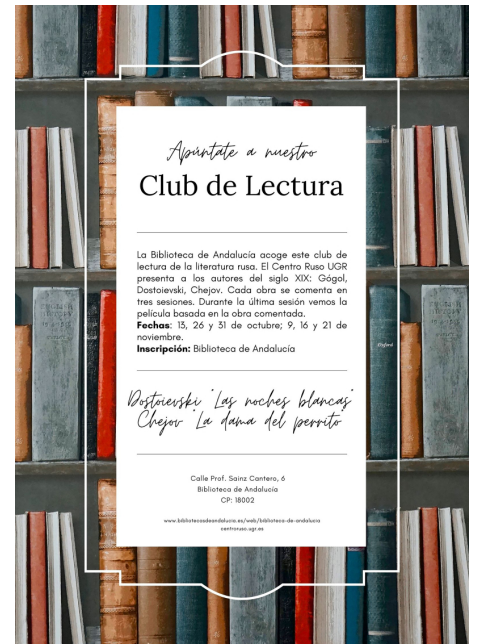 Apúntate a nuestro
Club de Lectura
La Biblioteca de Andalucía acoge este club de
lectura de la literatura rusa. El Centro Ruso UGR
presenta a los autores del siglo XIX: Gógol,
Dostoievski, Chejov. Cada obra se comenta en
tres sesiones. Durante la última sesión vemos la
película basada en la obra comentada.
Fechas: 13, 26 y 31 de octubre; 9, 16 y 21 de
noviembre.
Inscripción: Biblioteca de Andalucía
Dostoievski "Las noches blancas"
Chejov "La dama del perrito"
Calle Prof. Sainz Cantero, 6
Biblioteca de Andalucía
CP: 18002
www.bibliotecasdeandalucia.es/web/biblioteca-de-andalucia
centroruso.ugr.es
Oxford